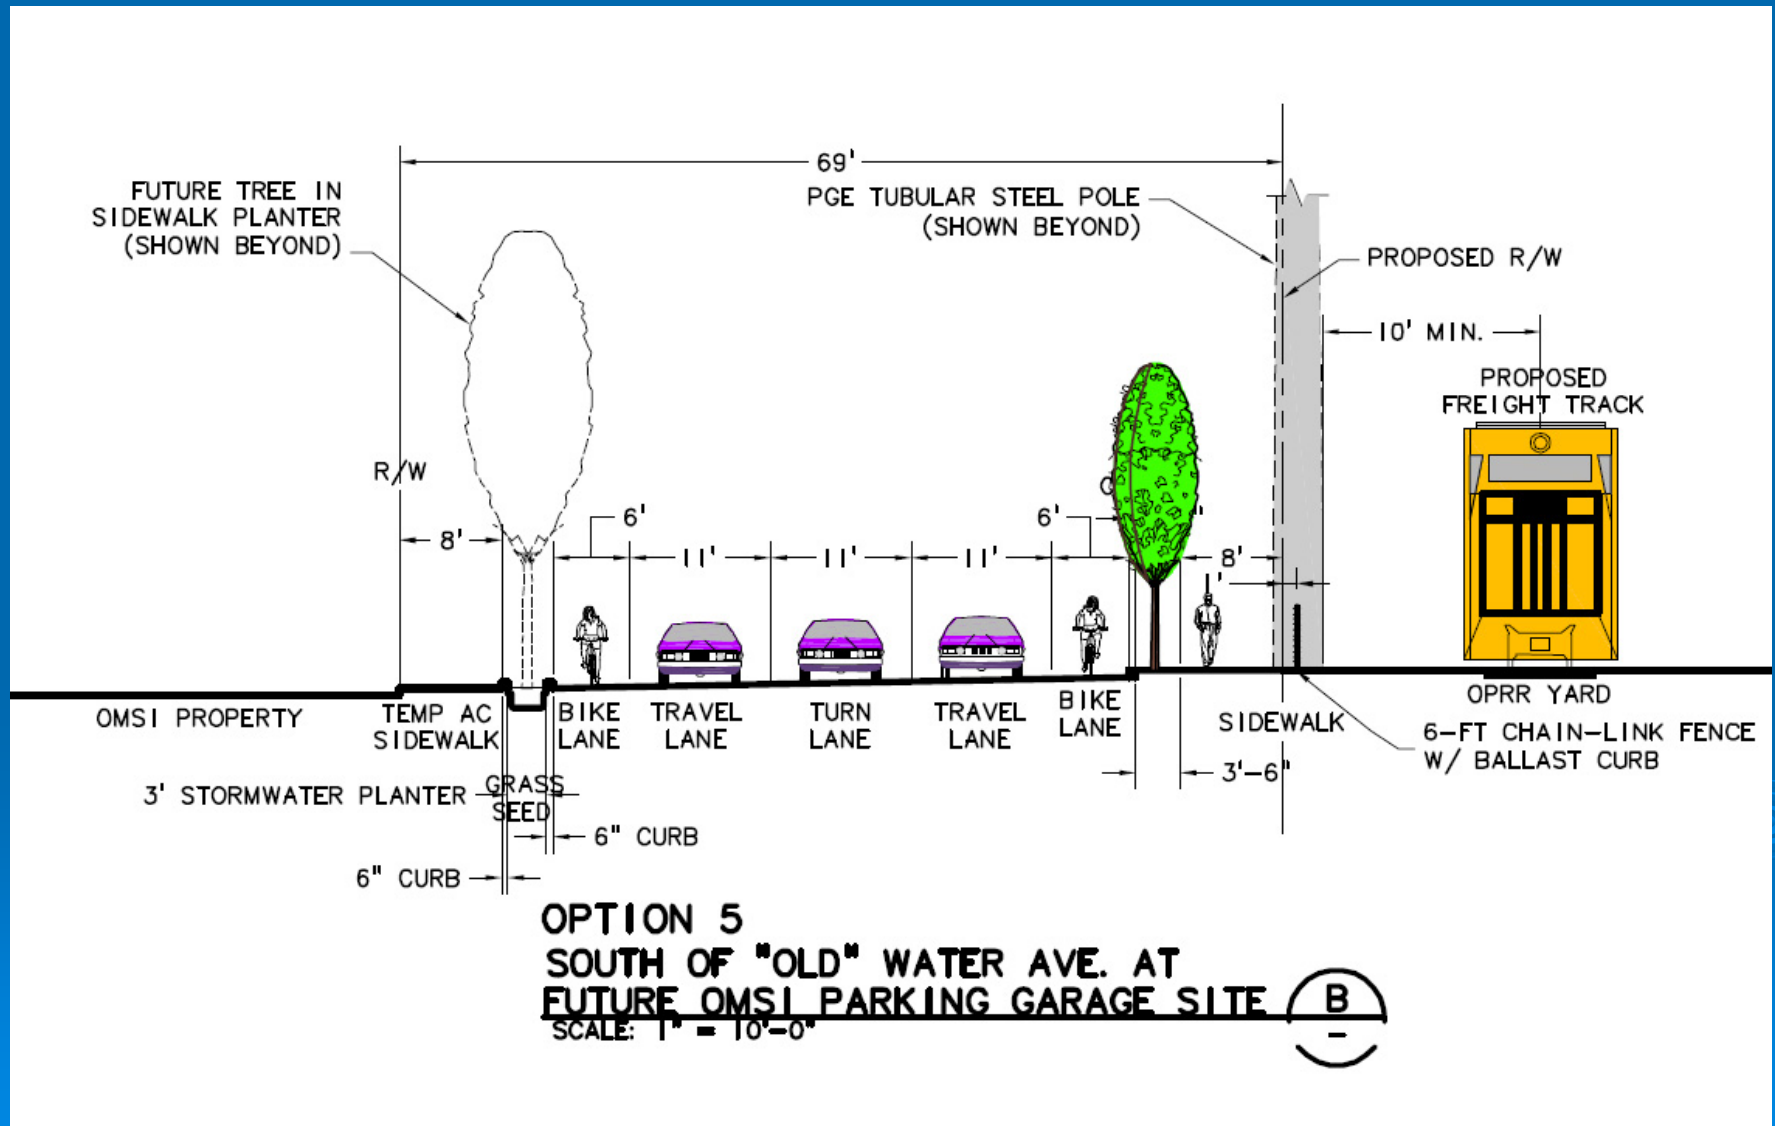 69'
FUTURE TREE IN
SIDEWALK PLANTER
(SHOWN BEYOND)
PGE TUBULAR STEEL POLE
(SHOWN BEYOND)
PROPOSED R/W
10' MIN.
PROPOSED
FREIGHT TRACK
R/W
8'
6'
11'
11'
11'
6'
8'
1'
OMSI PROPERTY
TEMP AC
SIDEWALK
BIKE
LANE
TRAVEL
LANE
TURN
LANE
TRAVEL
LANE
BIKE
LANE
SIDEWALK
OPRR YARD
6-FT CHAIN-LINK FENCE
W/ BALLAST CURB
3'-6"
3' STORMWATER PLANTER
GRASS
SEED
6" CURB
6" CURB
OPTION 5
SOUTH OF "OLD" WATER AVE. AT
FUTURE OMSI PARKING GARAGE SITE
B
-
SCALE: 1" = 10'-0"